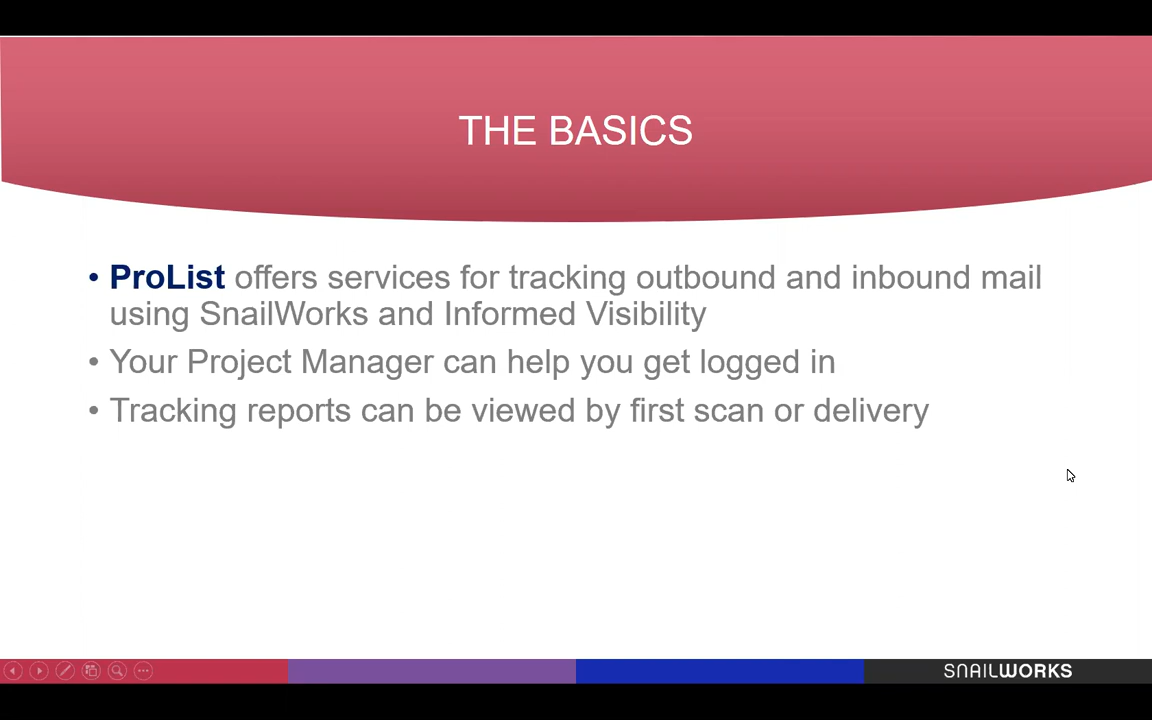 THE BASICS
• ProList offers services for tracking outbound and inbound mail
using SnailWorks and Informed Visibility
• Your Project Manager can help you get logged in
• Tracking reports can be viewed by first scan or delivery
SNAILWORKS